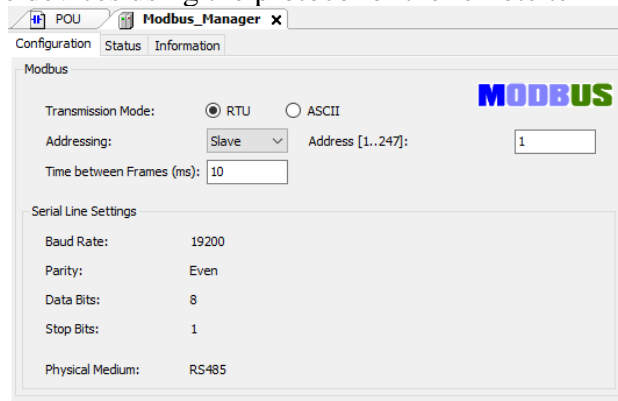 POU Modbus_Manager x
Configuration Status Information
Modbus
MODBUS
Transmission Mode: RTU ASCII
Addressing: Slave Address [1..247]: 1
Time between Frames (ms): 10
Serial Line Settings
Baud Rate: 19200
Parity: Even
Data Bits: 8
Stop Bits: 1
Physical Medium: RS485